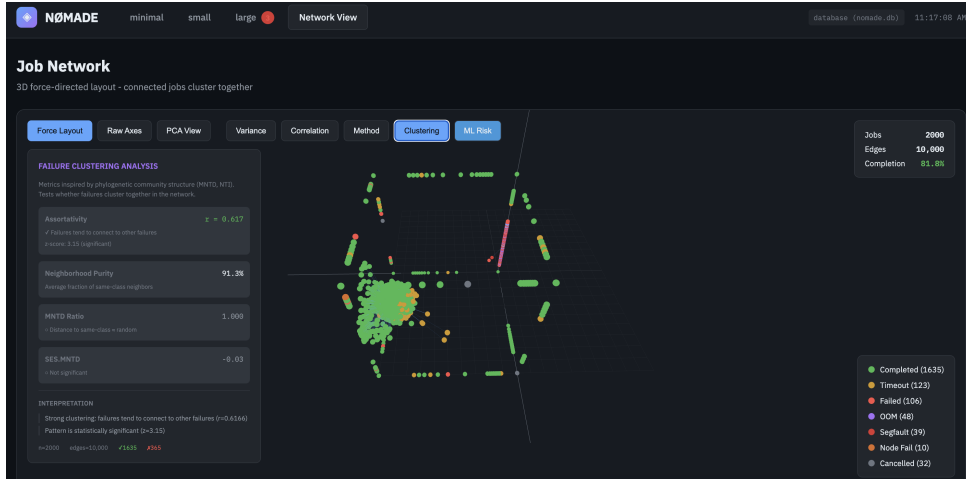 NØMADE
minimal
small
large
Network View
database (nomade.db)
11:17:08 AM
Job Network
3D force-directed layout - connected jobs cluster together
Force Layout
Raw Axes
PCA View
Variance
Correlation
Method
Clustering
ML Risk
Jobs 2000
Edges 10,000
Completion 81.8%
FAILURE CLUSTERING ANALYSIS
Metrics inspired by phylogenetic community structure (MNTD, NTI).
Tests whether failures cluster together in the network.
Assortativity r = 0.617
✓ Failures tend to connect to other failures
z-score: 3.15 (significant)
Neighborhood Purity 91.3%
Average fraction of same-class neighbors
MNTD Ratio 1.000
○ Distance to same-class ≈ random
SES.MNTD -0.03
○ Not significant
INTERPRETATION
Strong clustering: failures tend to connect to other failures (r=0.6166)
Pattern is statistically significant (z=3.15)
n=2000 edges=10,000 ✓1635 ✗365
Completed (1635)
Timeout (123)
Failed (106)
OOM (48)
Segfault (39)
Node Fail (10)
Cancelled (32)